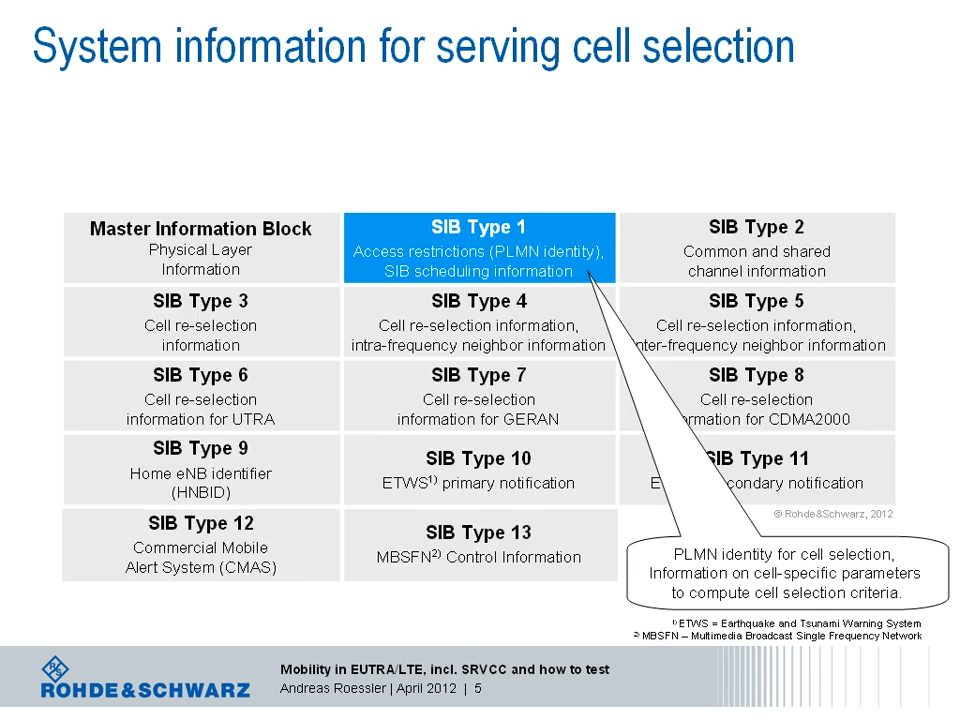 System information for serving cell selection
Master Information Block
Physical Layer
Information
SIB Type 1
Access restrictions (PLMN identity),
SIB scheduling information
SIB Type 2
Common and shared
channel information
SIB Type 3
Cell re-selection
information
SIB Type 4
Cell re-selection information,
intra-frequency neighbor information
SIB Type 5
Cell re-selection information,
nter-frequency neighbor information
SIB Type 6
Cell re-selection
information for UTRA
SIB Type 7
Cell re-selection
information for GERAN
SIB Type 8
Cell re-selection
ormation for CDMA2000
SIB Type 9
Home eNB identifier
(HNBID)
SIB Type 10
ETWS1) primary notification
SIB Type 11
E condary notification
© Rohde&Schwarz, 2012
SIB Type 12
Commercial Mobile
Alert System (CMAS)
SIB Type 13
MBSFN2) Control Information
PLMN identity for cell selection,
Information on cell-specific parameters
to compute cell selection criteria.
1) ETWS = Earthquake and Tsunami Warning System
2) MBSFN – Multimedia Broadcast Single Frequency Network
R S
ROHDE&SCHWARZ
Mobility in EUTRA/LTE, incl. SRVCC and how to test
Andreas Roessler | April 2012 | 5